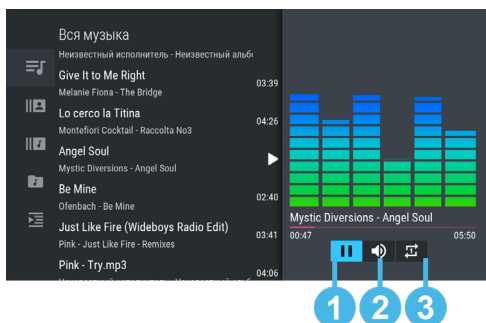 Вся музыка
Неизвестный исполнитель - Неизвестный альб
Give It to Me Right
Melanie Fiona - The Bridge
03:39
Lo cerco la Titina
Montefiori Cocktail - Raccolta No3
04:26
Angel Soul
Mystic Diversions - Angel Soul
Be Mine
Ofenbach - Be Mine
02:40
Just Like Fire (Wideboys Radio Edit)
Pink - Just Like Fire - Remixes
03:41
Pink - Try.mp3
04:06
Mystic Diversions - Angel Soul
00:47 05:50
1 2 3